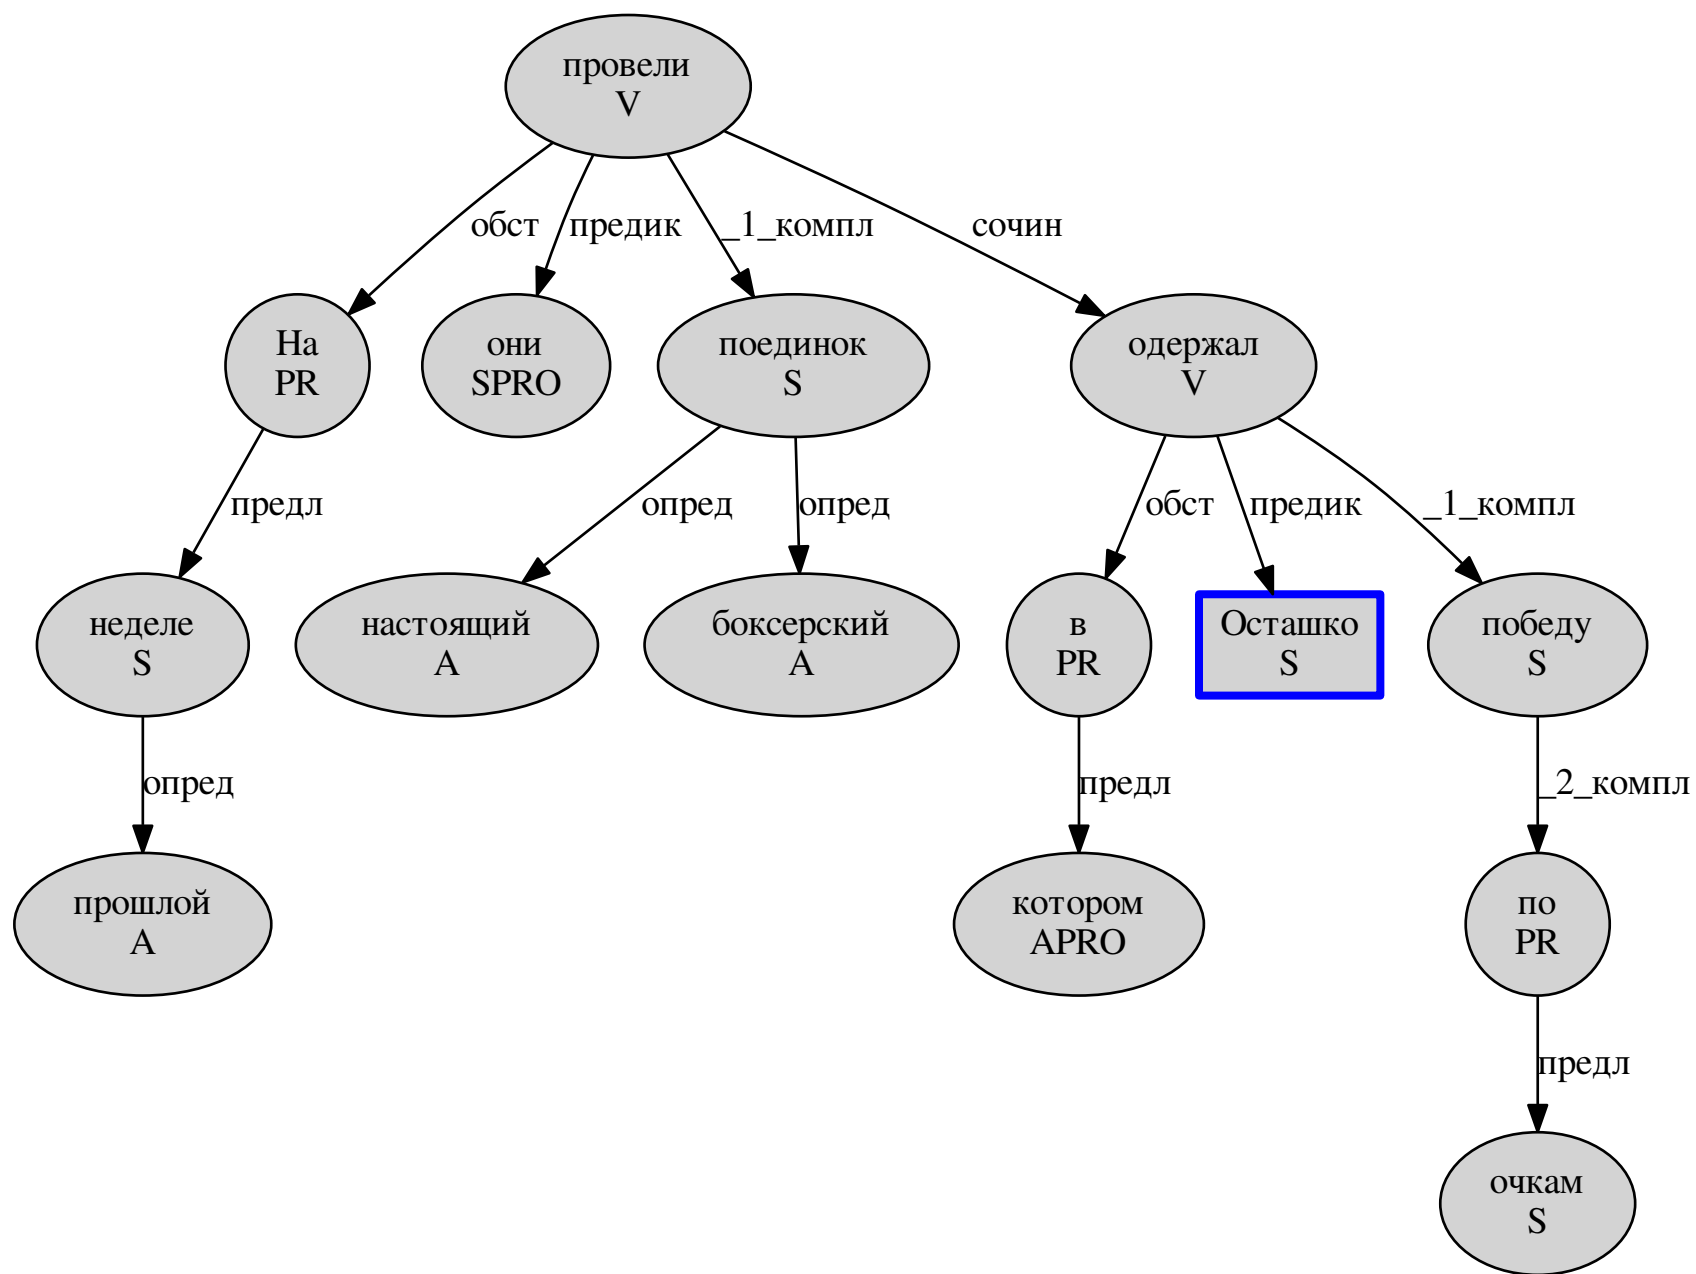 провели
V
обст
предик
_1_компл
сочин
На
PR
они
SPRO
поединок
S
одержал
V
предл
опред
опред
обст
предик
_1_компл
неделе
S
настоящий
A
боксерский
A
в
PR
Осташко
S
победу
S
опред
предл
_2_компл
прошлой
A
котором
APRO
по
PR
предл
очкам
S